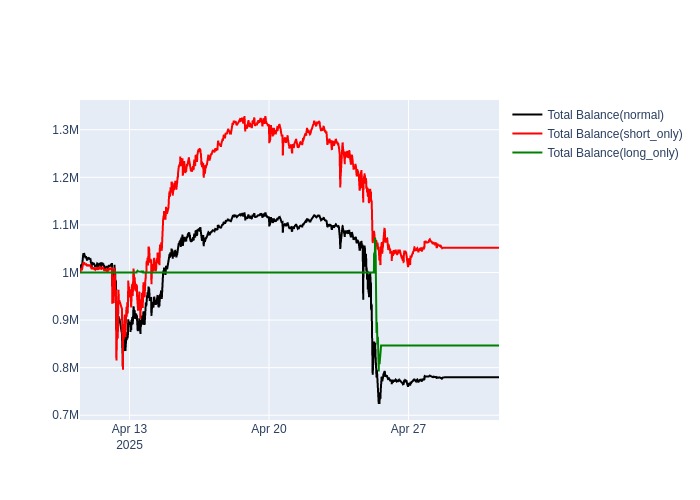 1.3M
1.2M
1.1M
1M
0.9M
0.8M
0.7M
Apr 13
2025
Apr 20
Apr 27
Total Balance(normal)
Total Balance(short_only)
Total Balance(long_only)